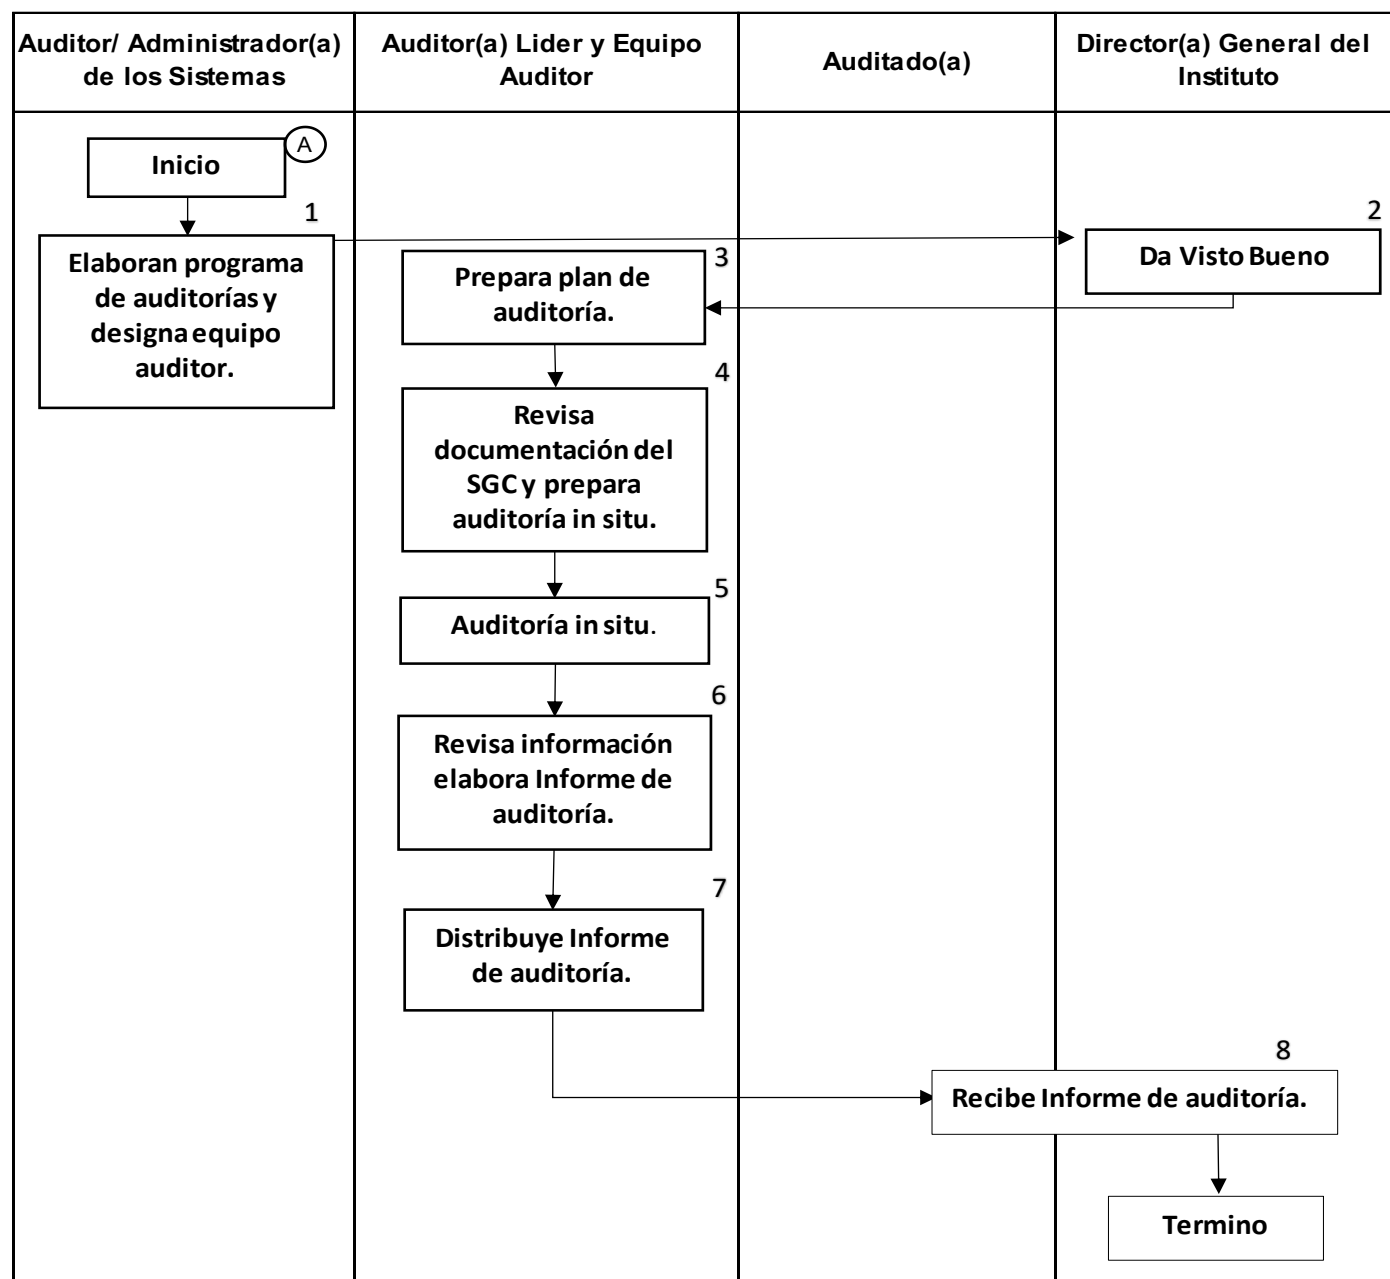 Auditor/ Administrador(a)
de los Sistemas
Auditor(a) Lider y Equipo
Auditor
Auditado(a)
Director(a) General del
Instituto
Inicio
A
1
Elaboran programa
de auditorías y
designa equipo
auditor.
2
Da Visto Bueno
3
Prepara plan de
auditoría.
4
Revisa
documentación del
SGC y prepara
auditoría in situ.
5
Auditoría in situ.
6
Revisa información
elabora Informe de
auditoría.
7
Distribuye Informe
de auditoría.
8
Recibe Informe de auditoría.
Termino